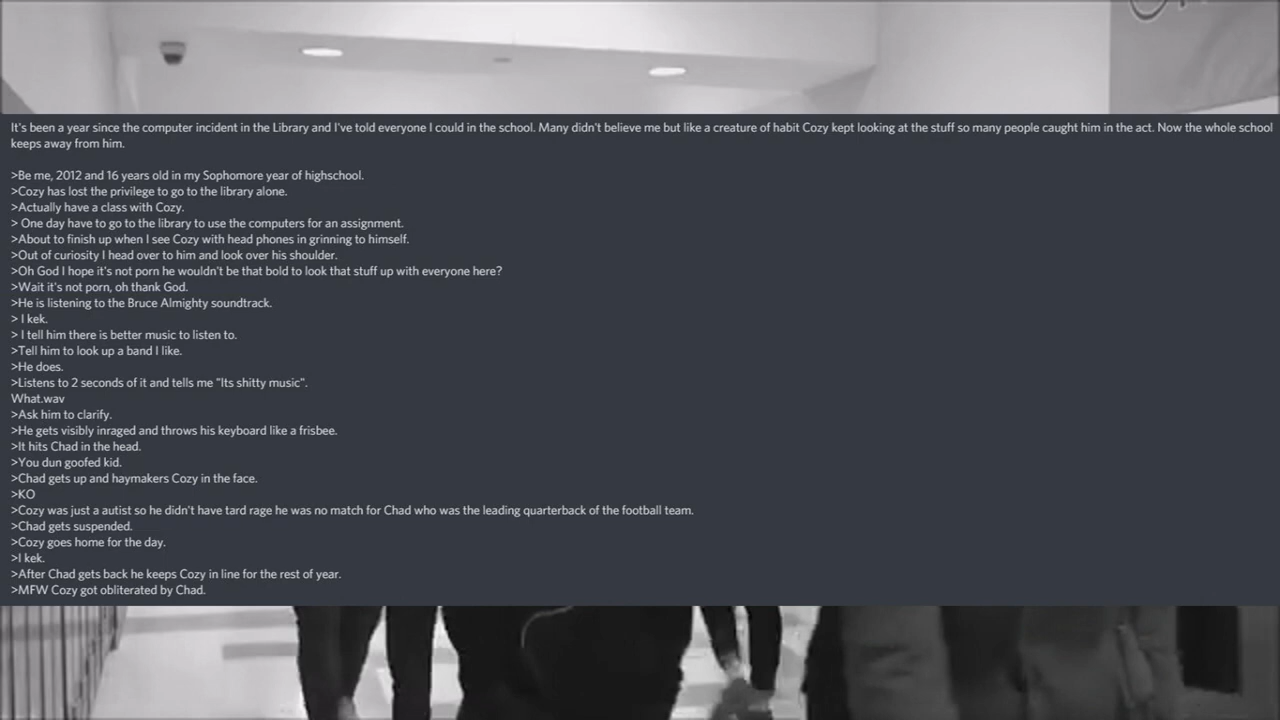 It's been a year since the computer incident in the Library and I've told everyone I could in the school. Many didn't believe me but like a creature of habit Cozy kept looking at the stuff so many people caught him in the act. Now the whole school
keeps away from him.
>Be me, 2012 and 16 years old in my Sophomore year of highschool.
>Cozy has lost the privilege to go to the library alone.
>Actually have a class with Cozy.
> One day have to go to the library to use the computers for an assignment.
>About to finish up when I see Cozy with head phones in grinning to himself.
>Out of curiosity I head over to him and look over his shoulder.
>Oh God I hope it's not porn he wouldn't be that bold to look that stuff up with everyone here?
>Wait it's not porn, oh thank God.
>He is listening to the Bruce Almighty soundtrack.
> I kek.
> I tell him there is better music to listen to.
>Tell him to look up a band I like.
>He does.
>Listens to 2 seconds of it and tells me "Its shitty music".
What.wav
>Ask him to clarify.
>He gets visibly inraged and throws his keyboard like a frisbee.
>It hits Chad in the head.
>You dun goofed kid.
>Chad gets up and haymakers Cozy in the face.
>KO
>Cozy was just a autist so he didn't have tard rage he was no match for Chad who was the leading quarterback of the football team.
>Chad gets suspended.
>Cozy goes home for the day.
>I kek.
>After Chad gets back he keeps Cozy in line for the rest of year.
>MFW Cozy got obliterated by Chad.